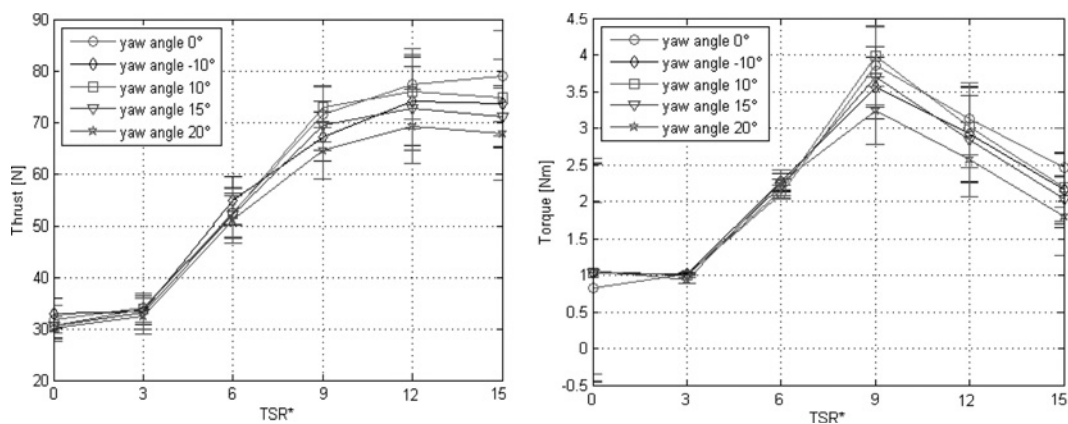 90
80
70
60
50
40
30
20
Thrust [N]
yaw angle 0°
yaw angle -10°
yaw angle 10°
yaw angle 15°
yaw angle 20°
0 3 6 9 12 15
TSR*
4.5
4
3.5
3
2.5
2
1.5
1
0.5
0
-0.5
Torque [Nm]
yaw angle 0°
yaw angle -10°
yaw angle 10°
yaw angle 15°
yaw angle 20°
0 3 6 9 12 15
TSR*